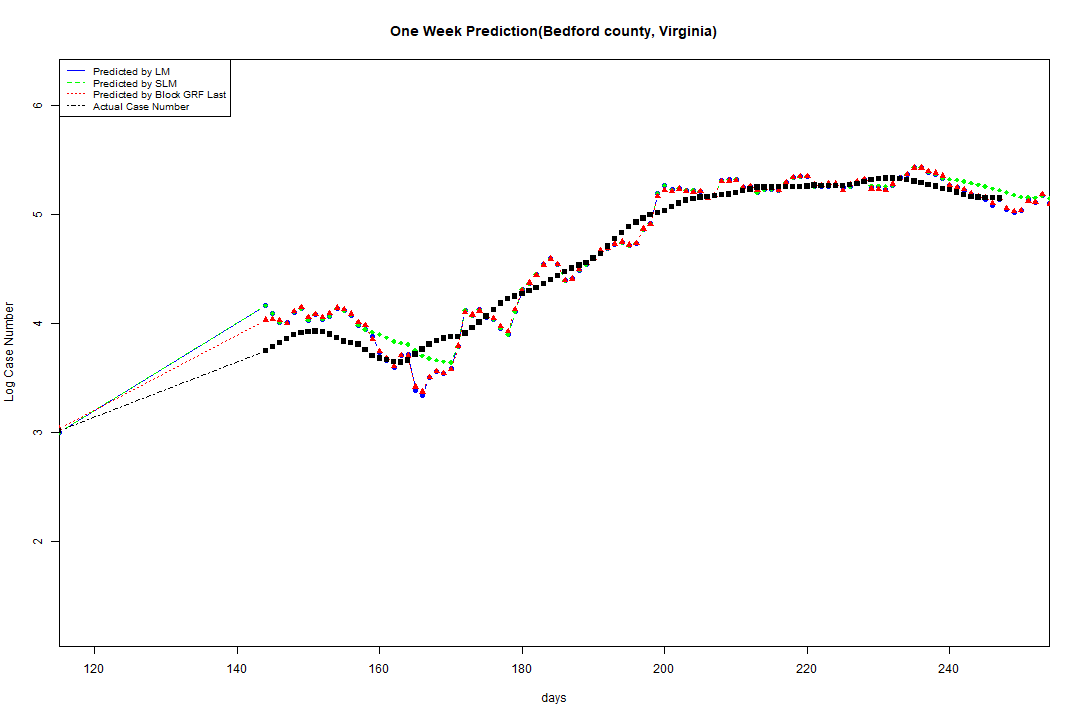 One Week Prediction(Bedford county, Virginia)
Predicted by LM
Predicted by SLM
Predicted by Block GRF Last
Actual Case Number
6
5
4
3
2
Log Case Number
120 140 160 180 200 220 240
days